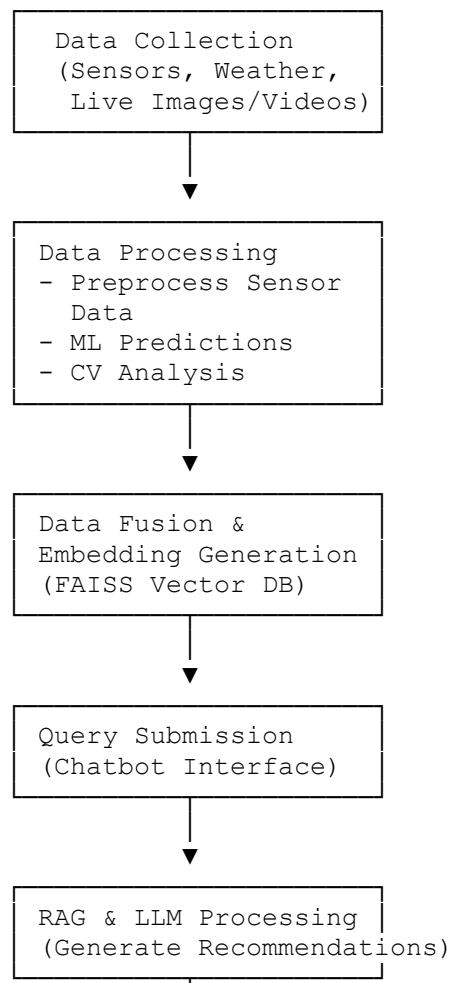 Data Collection
(Sensors, Weather,
Live Images/Videos)
Data Processing
- Preprocess Sensor
Data
- ML Predictions
- CV Analysis
Data Fusion &
Embedding Generation
(FAISS Vector DB)
Query Submission
(Chatbot Interface)
RAG & LLM Processing
(Generate Recommendations)